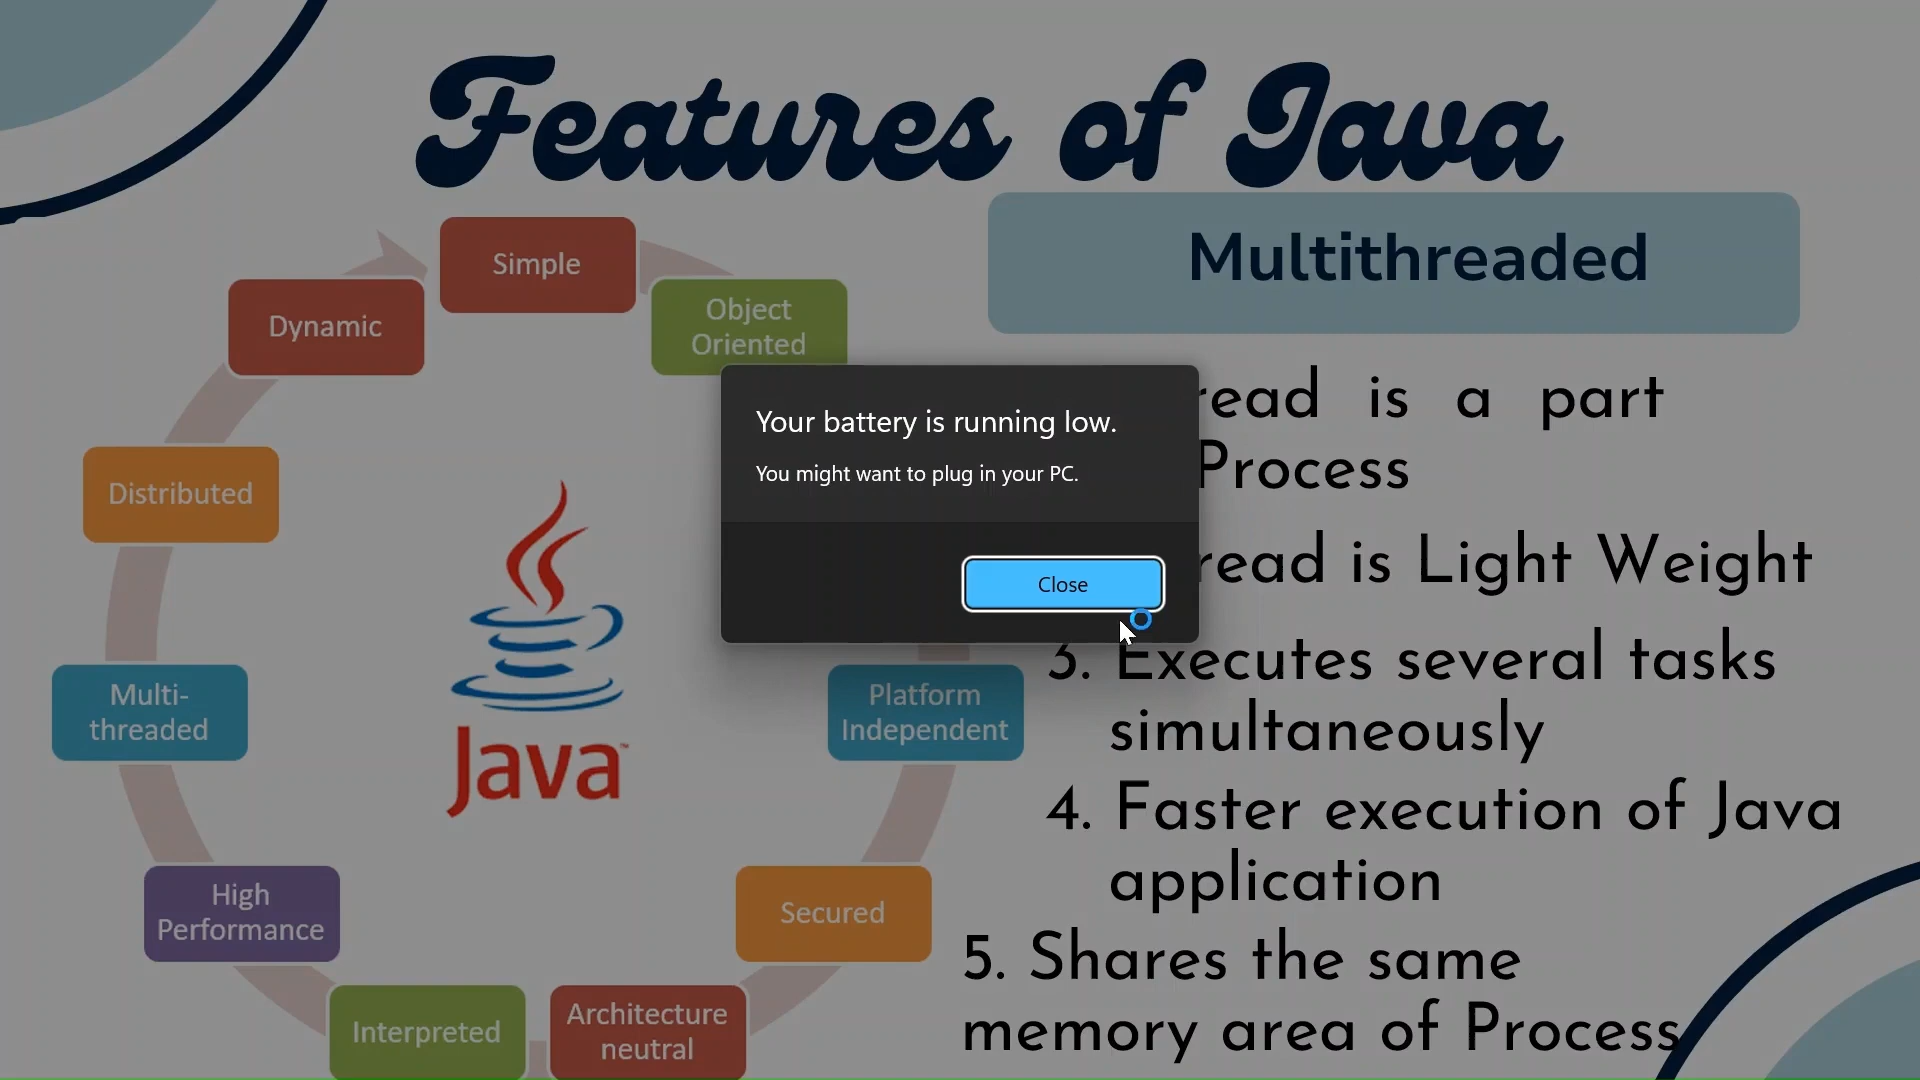 Features of Java
Multithreaded
Simple
Object
Oriented
Dynamic
Distributed
Multi-
threaded
Platform
Independent
High
Performance
Secured
Interpreted
Architecture
neutral
Java™
Your battery is running low.
You might want to plug in your PC.
Close
is a part
Process
is Light Weight
3. Executes several tasks
simultaneously
4. Faster execution of Java
application
5. Shares the same
memory area of Process